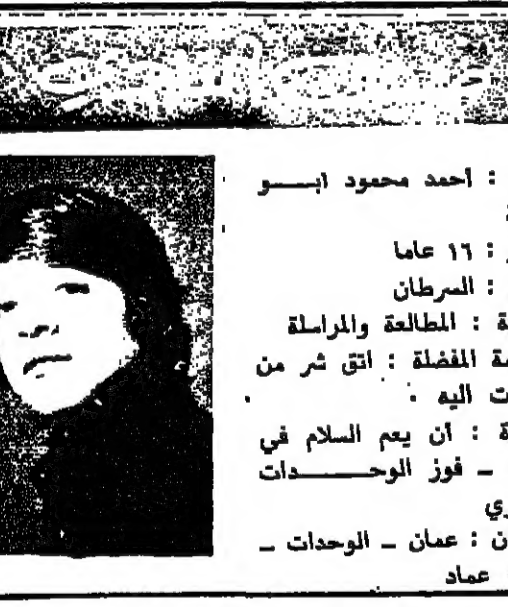 : أحمد محمود ابـــو
: ١٦ عاما
: السرطان
ة : المطالعة والمراسلة
ة المفضلة : اتق شر من
ت اليه
ة : أن يعم السلام في
ـ فوز الوحـــــدات
ري
ن : عمان ـ الوحدات ـ
عماد